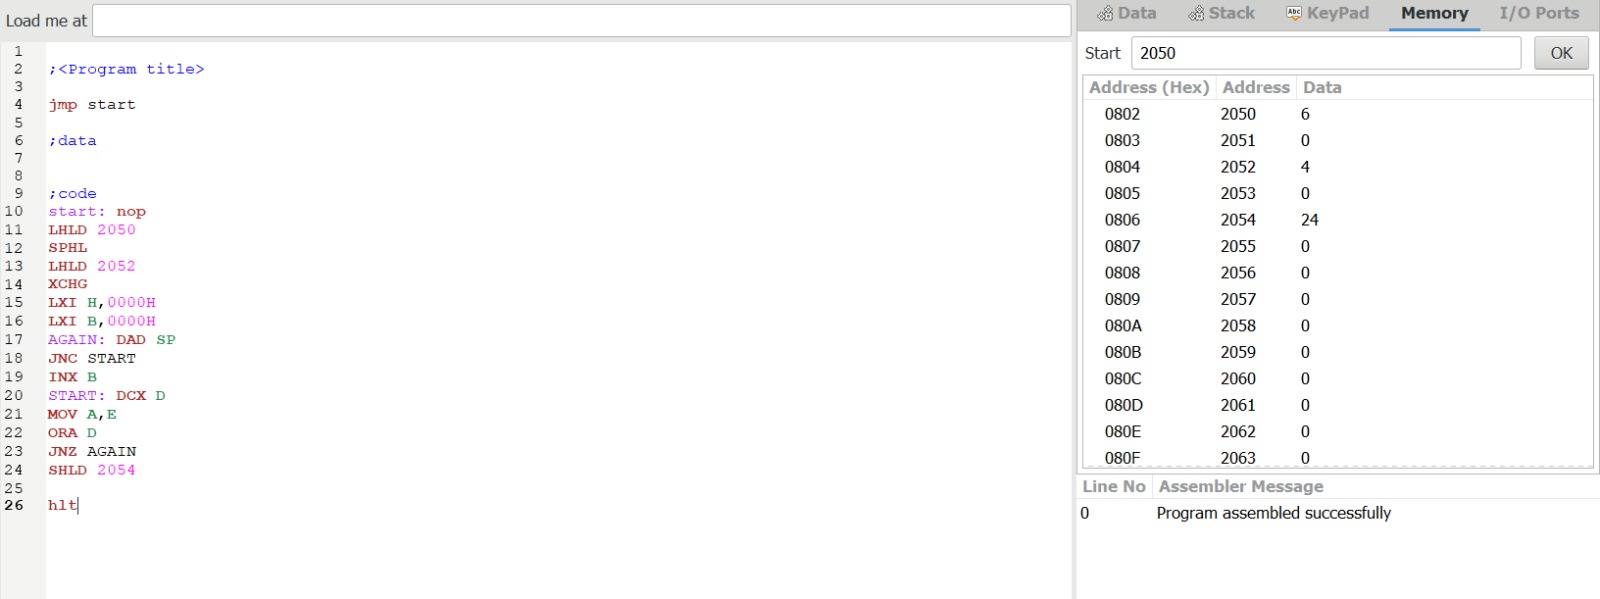 Load me at
1
2 ;<Program title>
3
4 jmp start
5
6 ;data
7
8
9 ;code
10 start: nop
11 LHLD 2050
12 SPHL
13 LHLD 2052
14 XCHG
15 LXI H,0000H
16 LXI B,0000H
17 AGAIN: DAD SP
18 JNC START
19 INX B
20 START: DCX D
21 MOV A,E
22 ORA D
23 JNZ AGAIN
24 SHLD 2054
25
26 hlt
Data Stack Abc KeyPad Memory I/O Ports
Start 2050 OK
Address (Hex) Address Data
0802 2050 6
0803 2051 0
0804 2052 4
0805 2053 0
0806 2054 24
0807 2055 0
0808 2056 0
0809 2057 0
080A 2058 0
080B 2059 0
080C 2060 0
080D 2061 0
080E 2062 0
080F 2063 0
Line No Assembler Message
0 Program assembled successfully